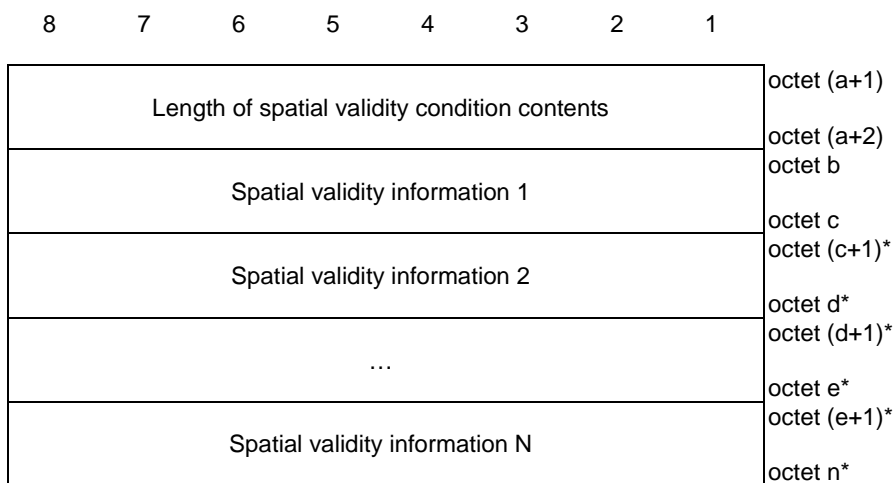 8 7 6 5 4 3 2 1
octet (a+1)
Length of spatial validity condition contents
octet (a+2)
octet b
Spatial validity information 1
octet c
octet (c+1)*
Spatial validity information 2
octet d*
octet (d+1)*
…
octet e*
octet (e+1)*
Spatial validity information N
octet n*